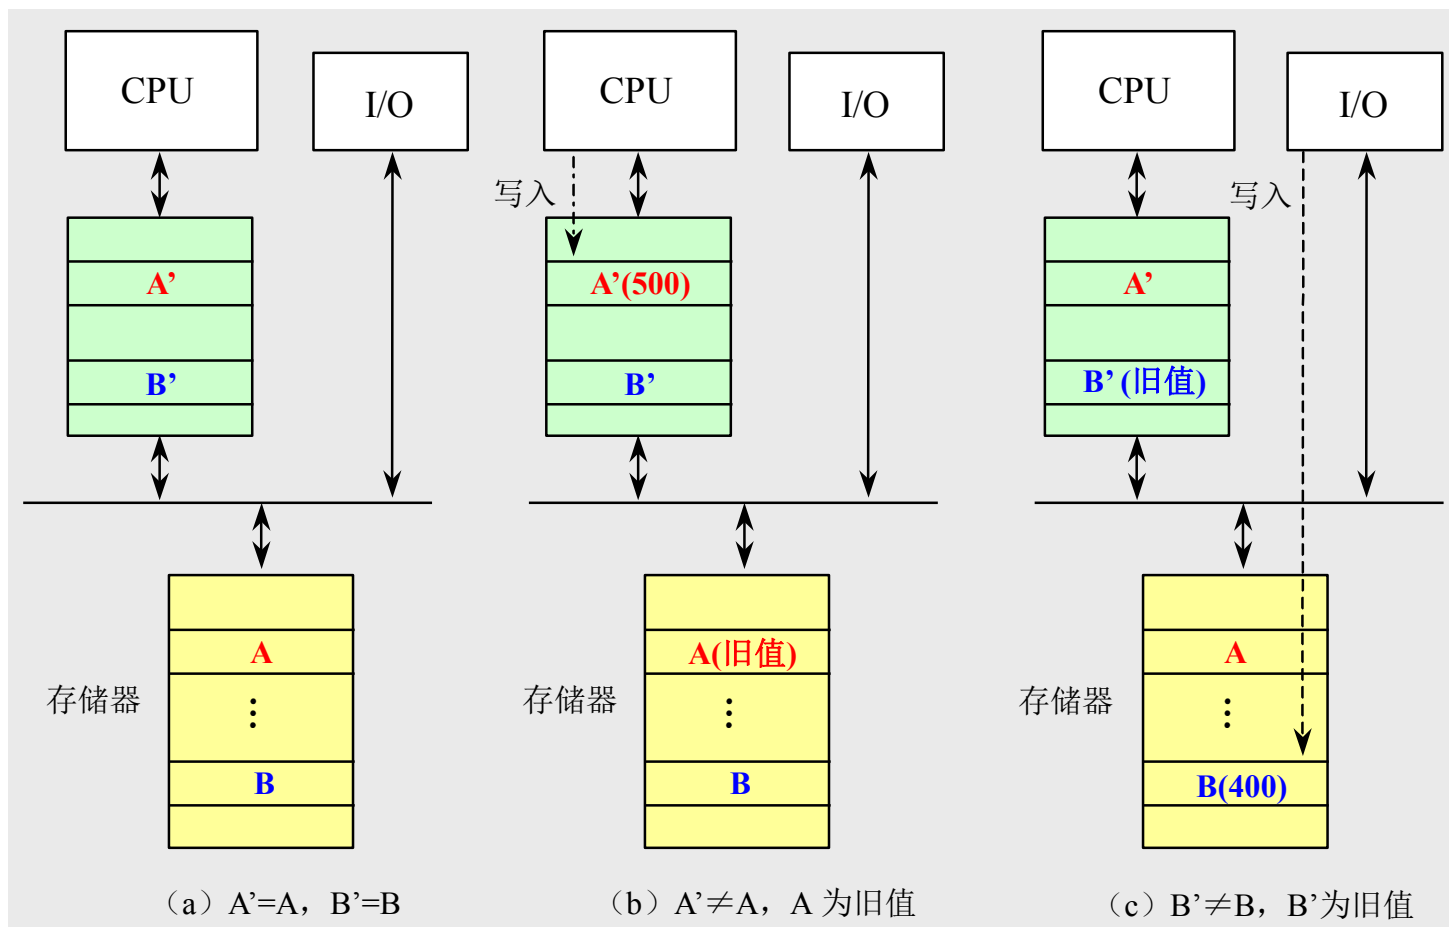 CPU
I/O
A’
B’
存储器
A
⋮
B
（a）A’=A，B’=B
CPU
I/O
写入
A’(500)
B’
存储器
A(旧值)
⋮
B
（b）A’≠A，A 为旧值
CPU
I/O
写入
A’
B’ (旧值)
存储器
A
⋮
B(400)
（c）B’≠B，B’为旧值